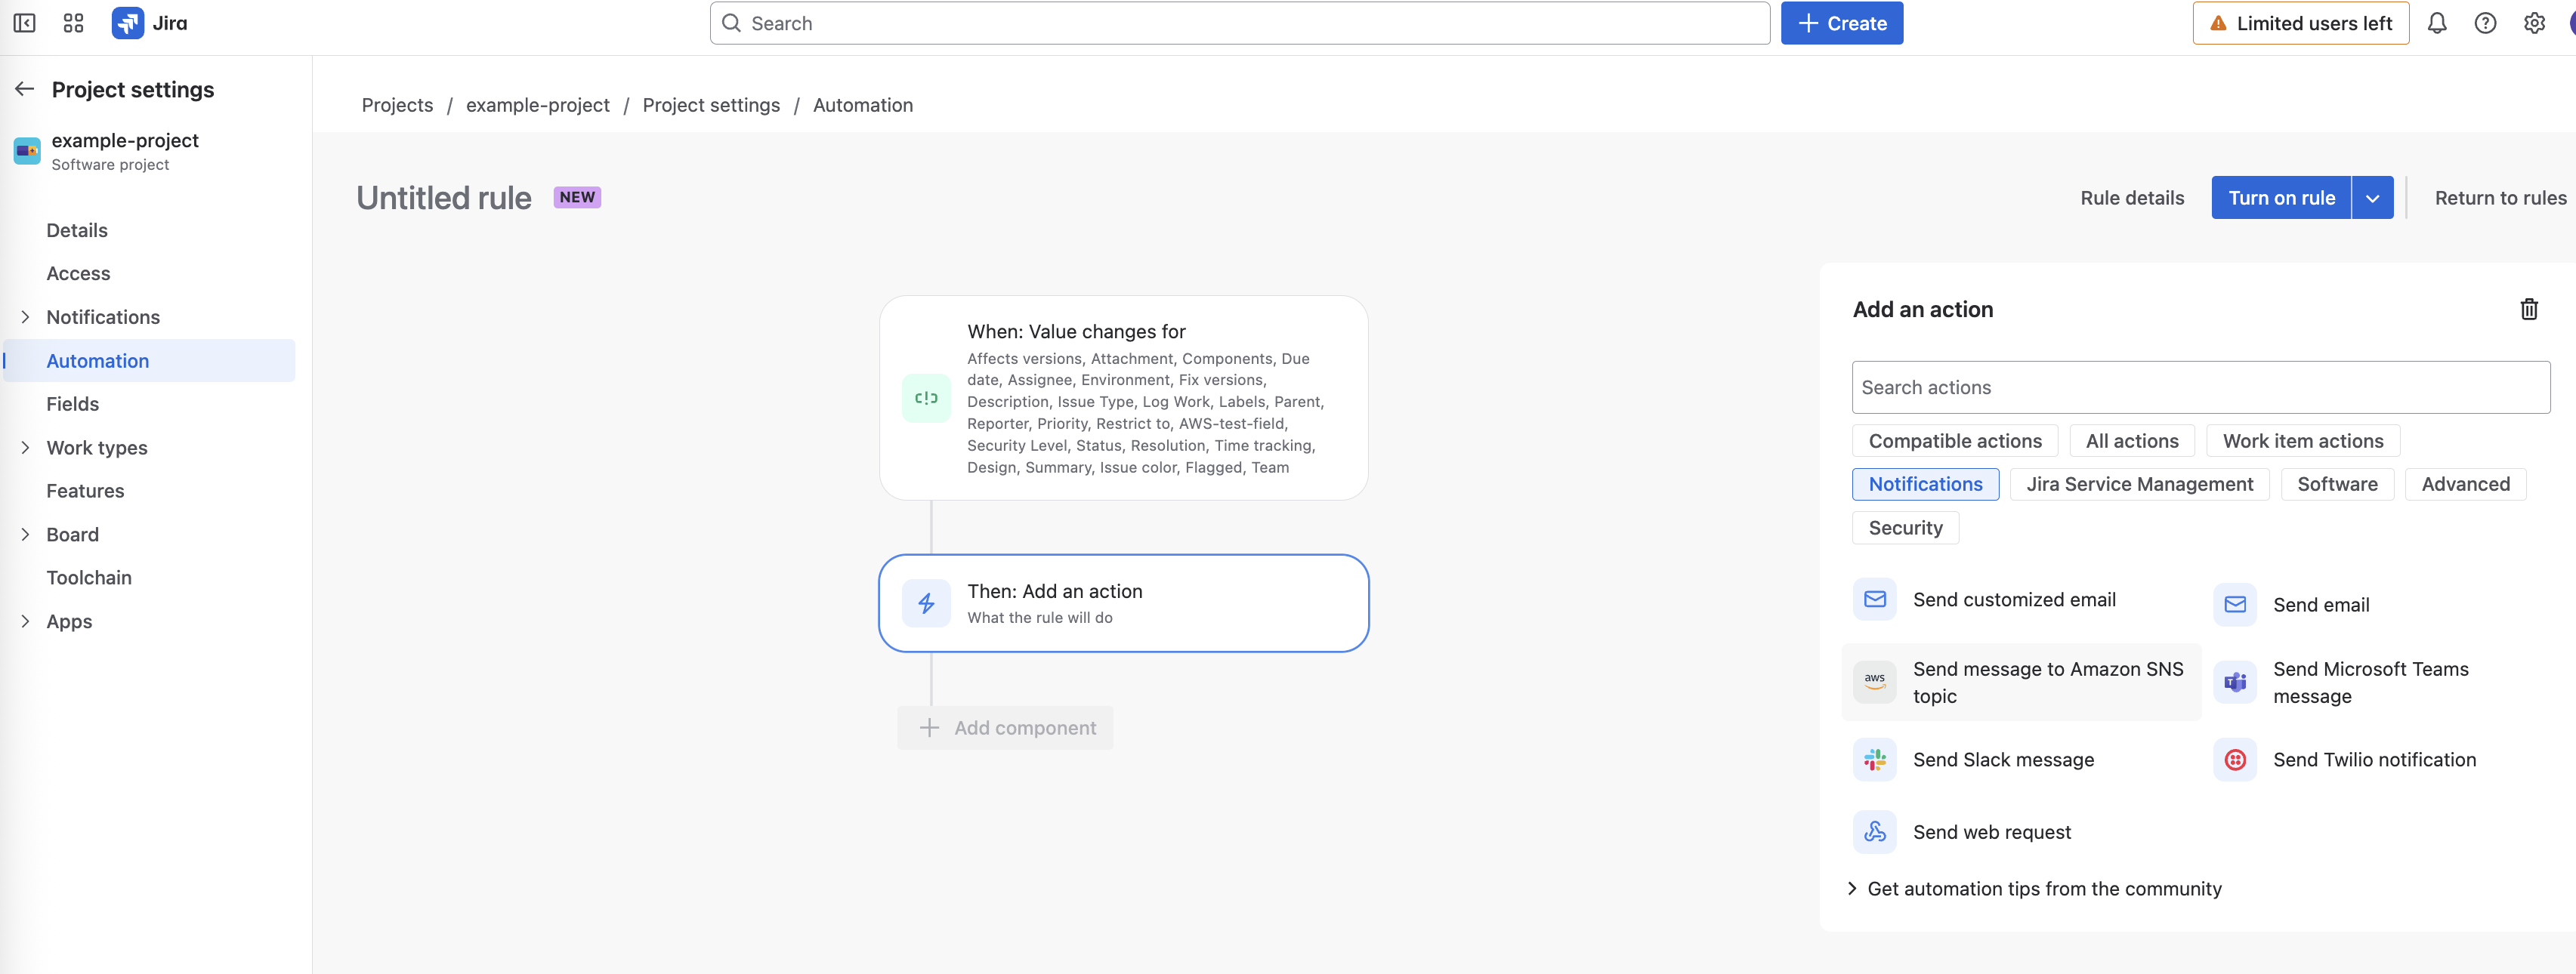 Jira
Search
Create
Limited users left
Project settings
example-project
Software project
Details
Access
Notifications
Automation
Fields
Work types
Features
Board
Toolchain
Apps
Projects / example-project / Project settings / Automation
Untitled rule NEW
Rule details
Turn on rule
Return to rules
When: Value changes for
Affects versions, Attachment, Components, Due
date, Assignee, Environment, Fix versions,
Description, Issue Type, Log Work, Labels, Parent,
Reporter, Priority, Restrict to, AWS-test-field,
Security Level, Status, Resolution, Time tracking,
Design, Summary, Issue color, Flagged, Team
Then: Add an action
What the rule will do
Add component
Add an action
Search actions
Compatible actions
All actions
Work item actions
Notifications
Jira Service Management
Software
Advanced
Security
Send customized email
Send email
aws
Send message to Amazon SNS
topic
Send Microsoft Teams
message
Send Slack message
Send Twilio notification
Send web request
Get automation tips from the community